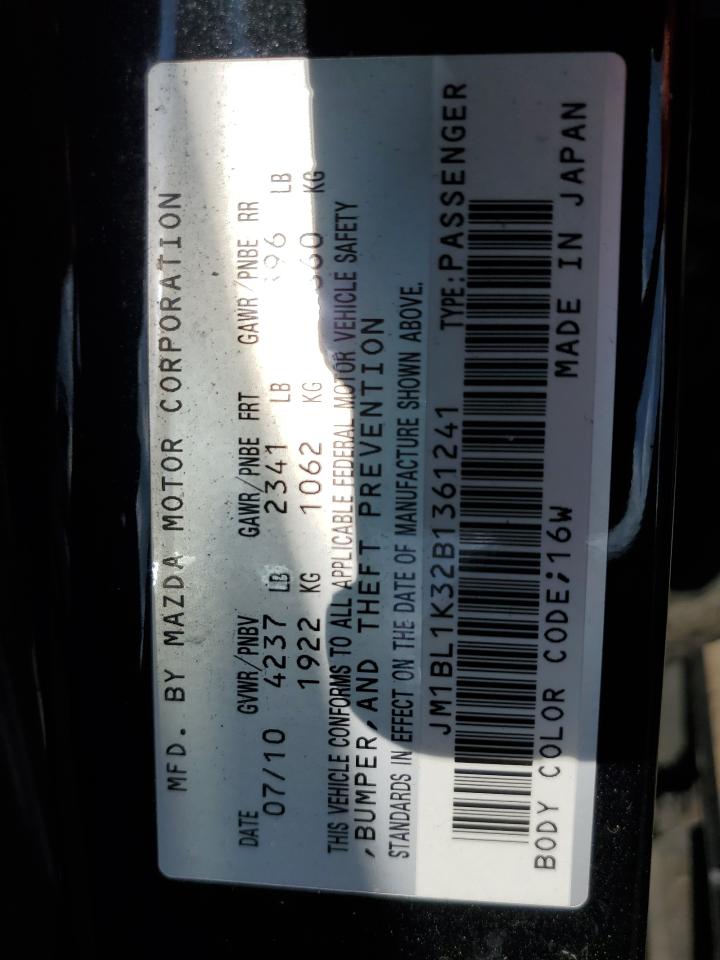 MFD. BY MAZDA MOTOR CORPORATION
DATE GVWR/PNBV GAWR/PNBE FRT GAWR/PNBE RR
07/10 4237 LB 2341 LB LB
1922 KG 1062 KG KG
THIS VEHICLE CONFORMS TO ALL APPLICABLE FEDERAL MOTOR VEHICLE SAFETY
,BUMPER,AND THEFT PREVENTION
STANDARDS IN EFFECT ON THE DATE OF MANUFACTURE SHOWN ABOVE.
JM1BL1K32B1361241 TYPE:PASSENGER
BODY COLOR CODE;16W MADE IN JAPAN